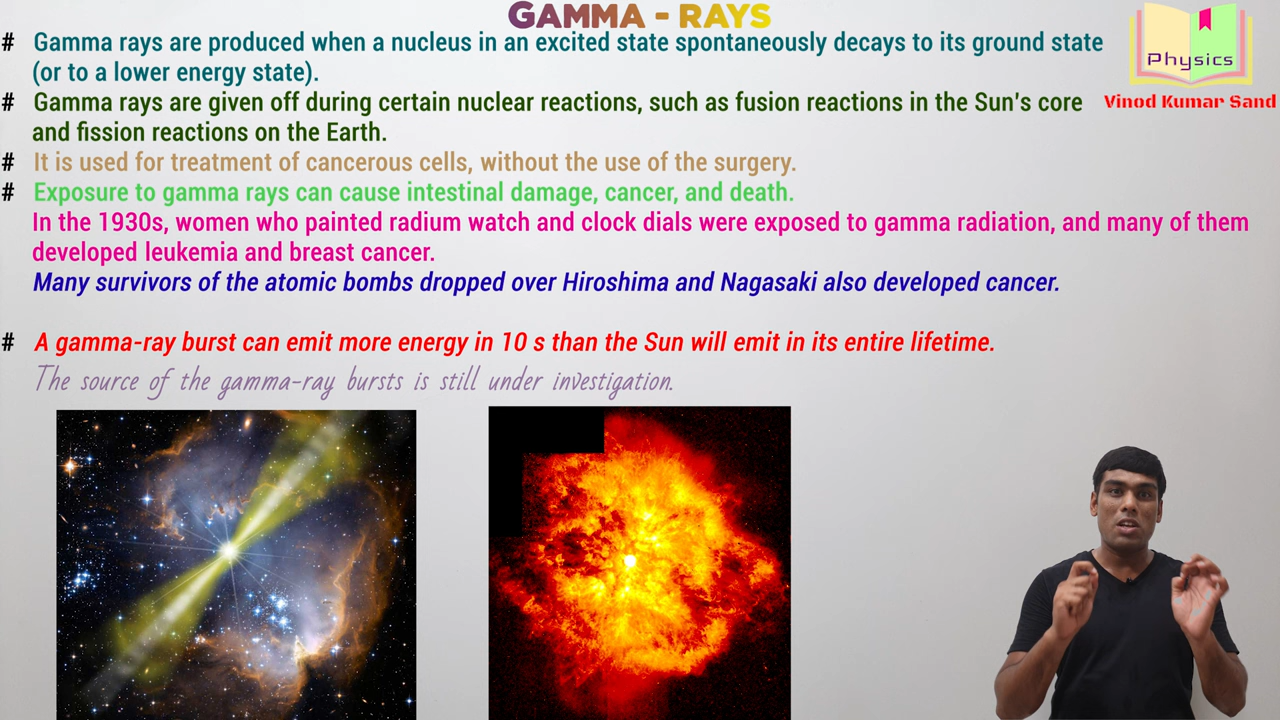 GAMMA - RAYS
# Gamma rays are produced when a nucleus in an excited state spontaneously decays to its ground state
(or to a lower energy state).
# Gamma rays are given off during certain nuclear reactions, such as fusion reactions in the Sun's core
and fission reactions on the Earth.
# It is used for treatment of cancerous cells, without the use of the surgery.
# Exposure to gamma rays can cause intestinal damage, cancer, and death.
In the 1930s, women who painted radium watch and clock dials were exposed to gamma radiation, and many of them
developed leukemia and breast cancer.
Many survivors of the atomic bombs dropped over Hiroshima and Nagasaki also developed cancer.
# A gamma-ray burst can emit more energy in 10 s than the Sun will emit in its entire lifetime.
The source of the gamma-ray bursts is still under investigation.
Physics
Vinod Kumar Sand